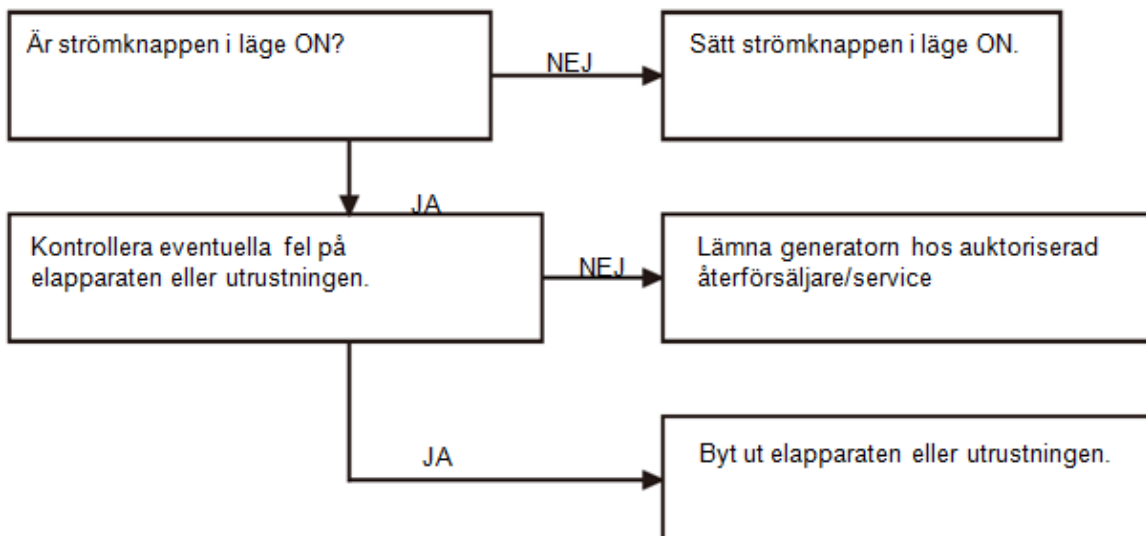 Är strömknappen i läge ON?
NEJ
Sätt strömknappen i läge ON.
JA
Kontrollera eventuella fel på
elapparaten eller utrustningen.
NEJ
Lämna generatorn hos auktoriserad
återförsäljare/service
JA
Byt ut elapparaten eller utrustningen.